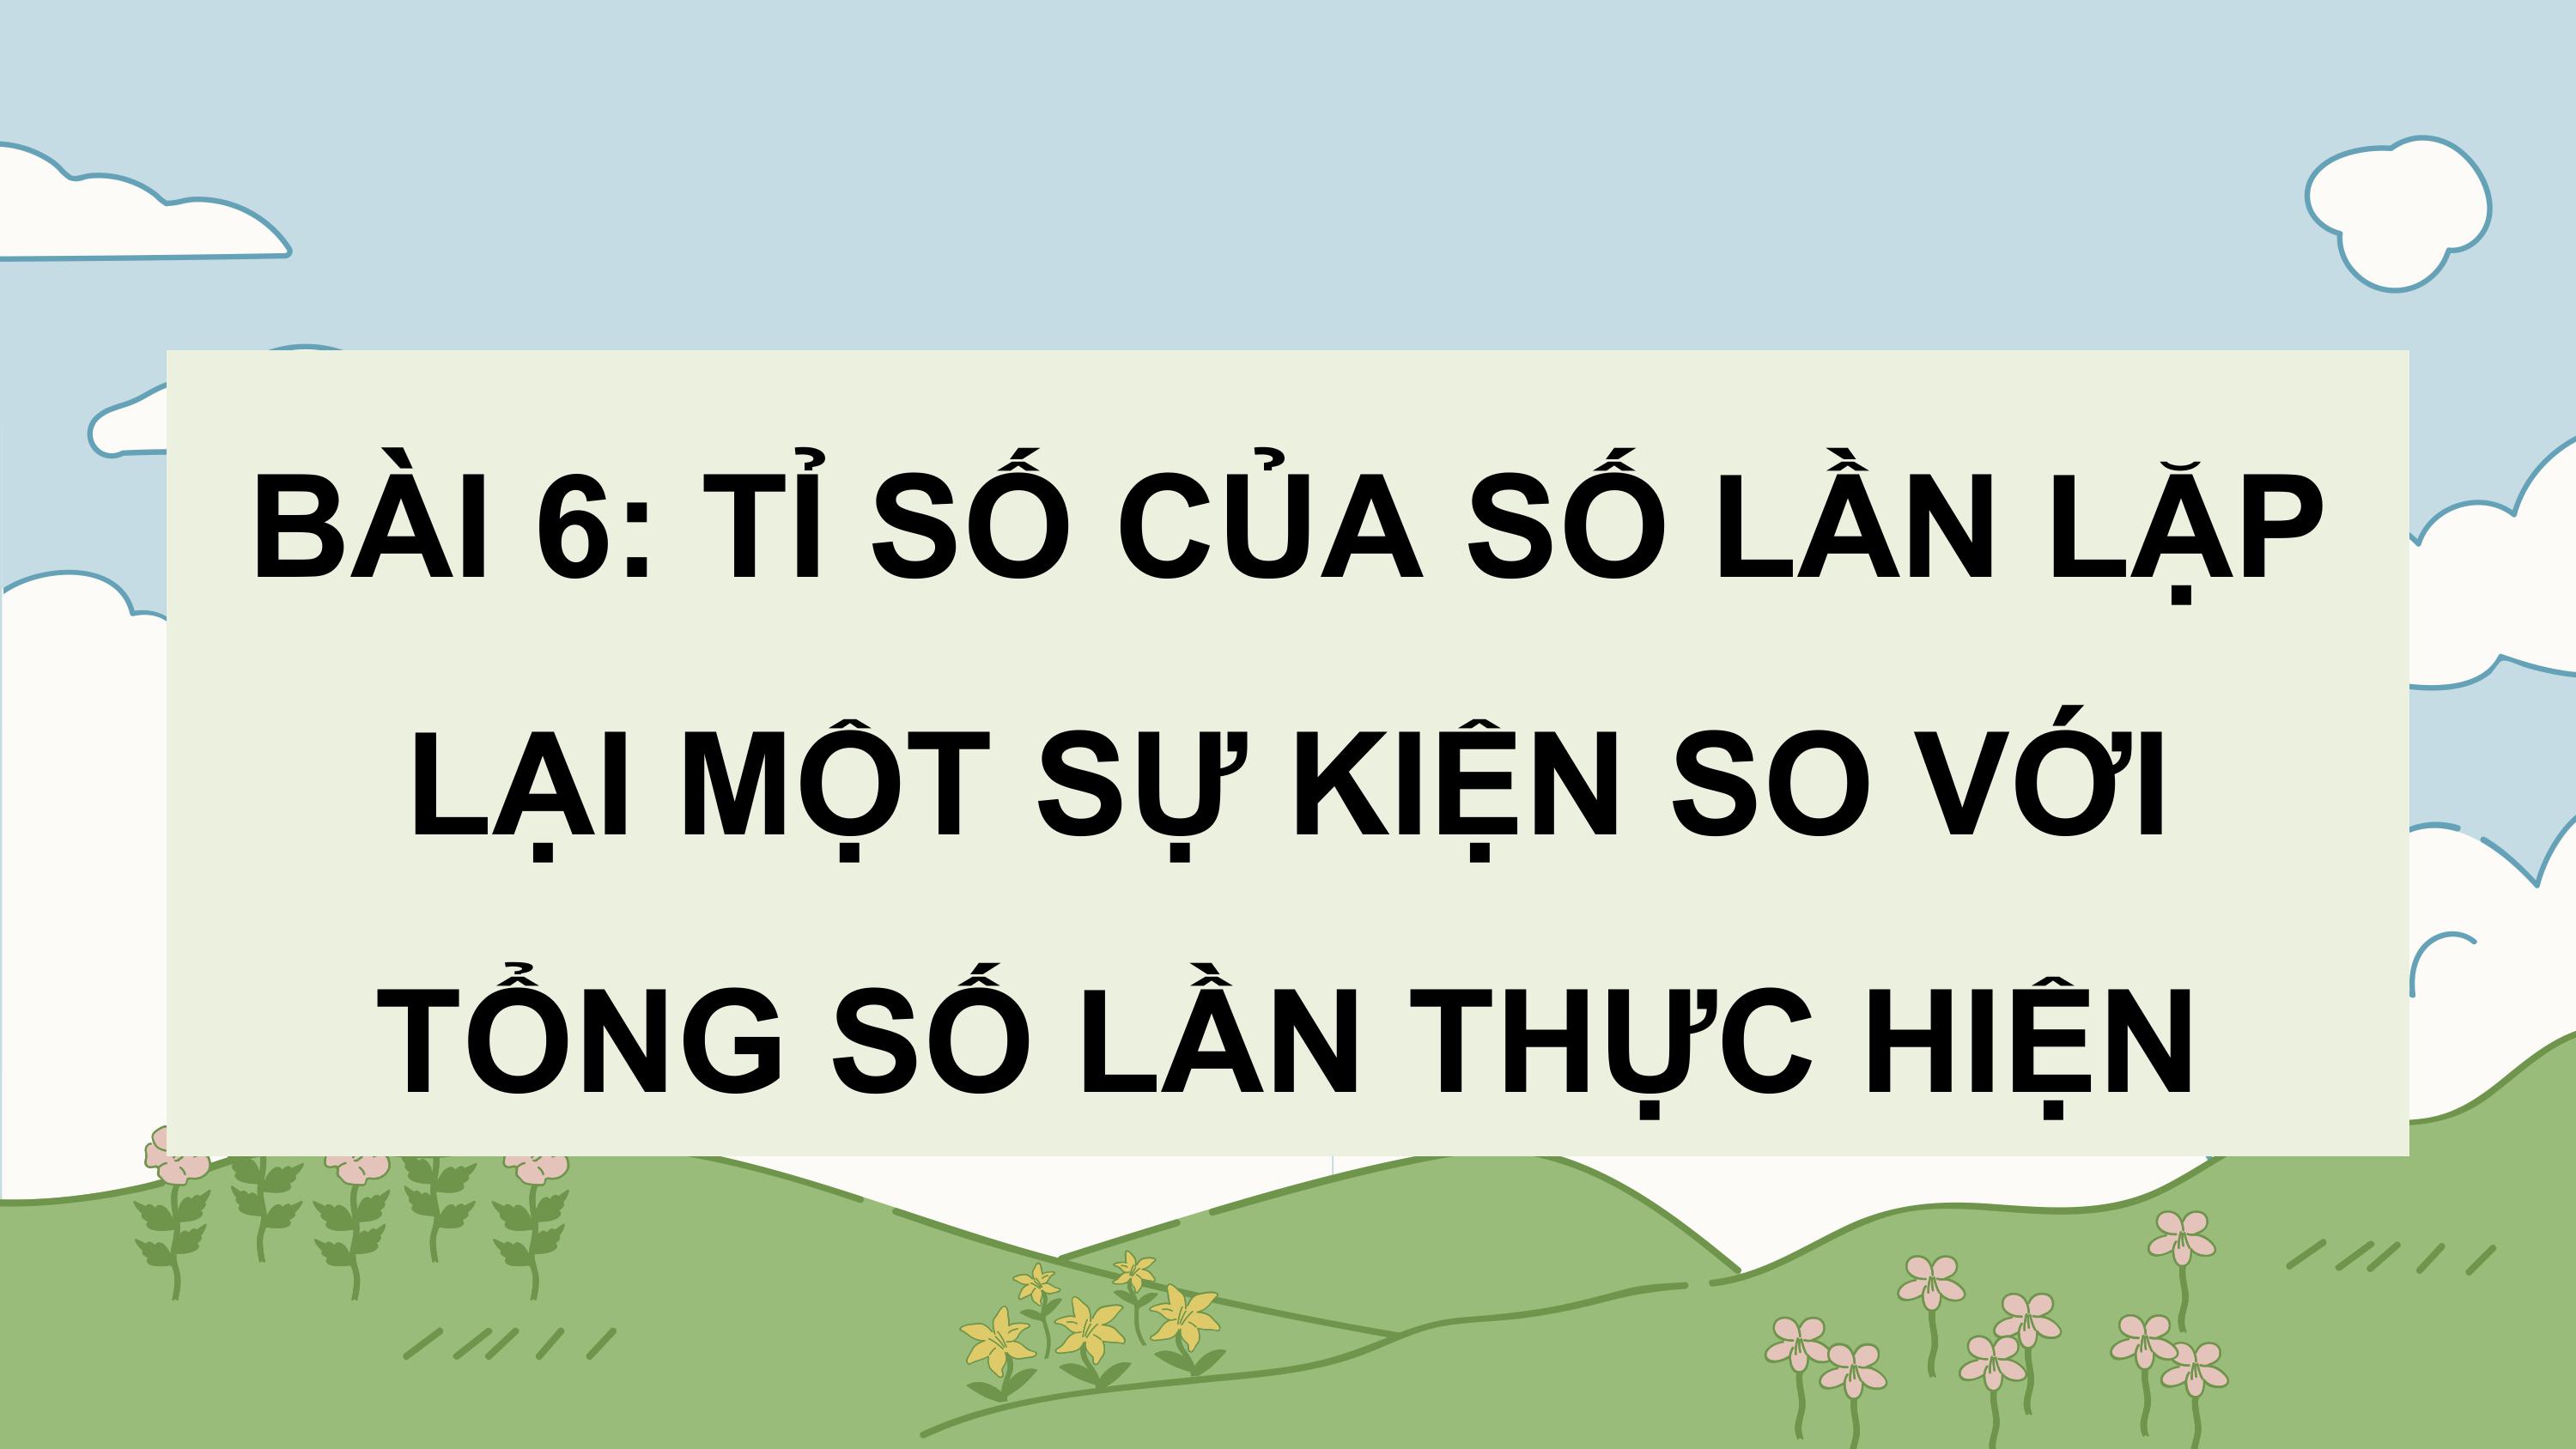 BÀI 6: TỈ SỐ CỦA SỐ LẦN LẶP
LẠI MỘT SỰ KIỆN SO VỚI
TỔNG SỐ LẦN THỰC HIỆN